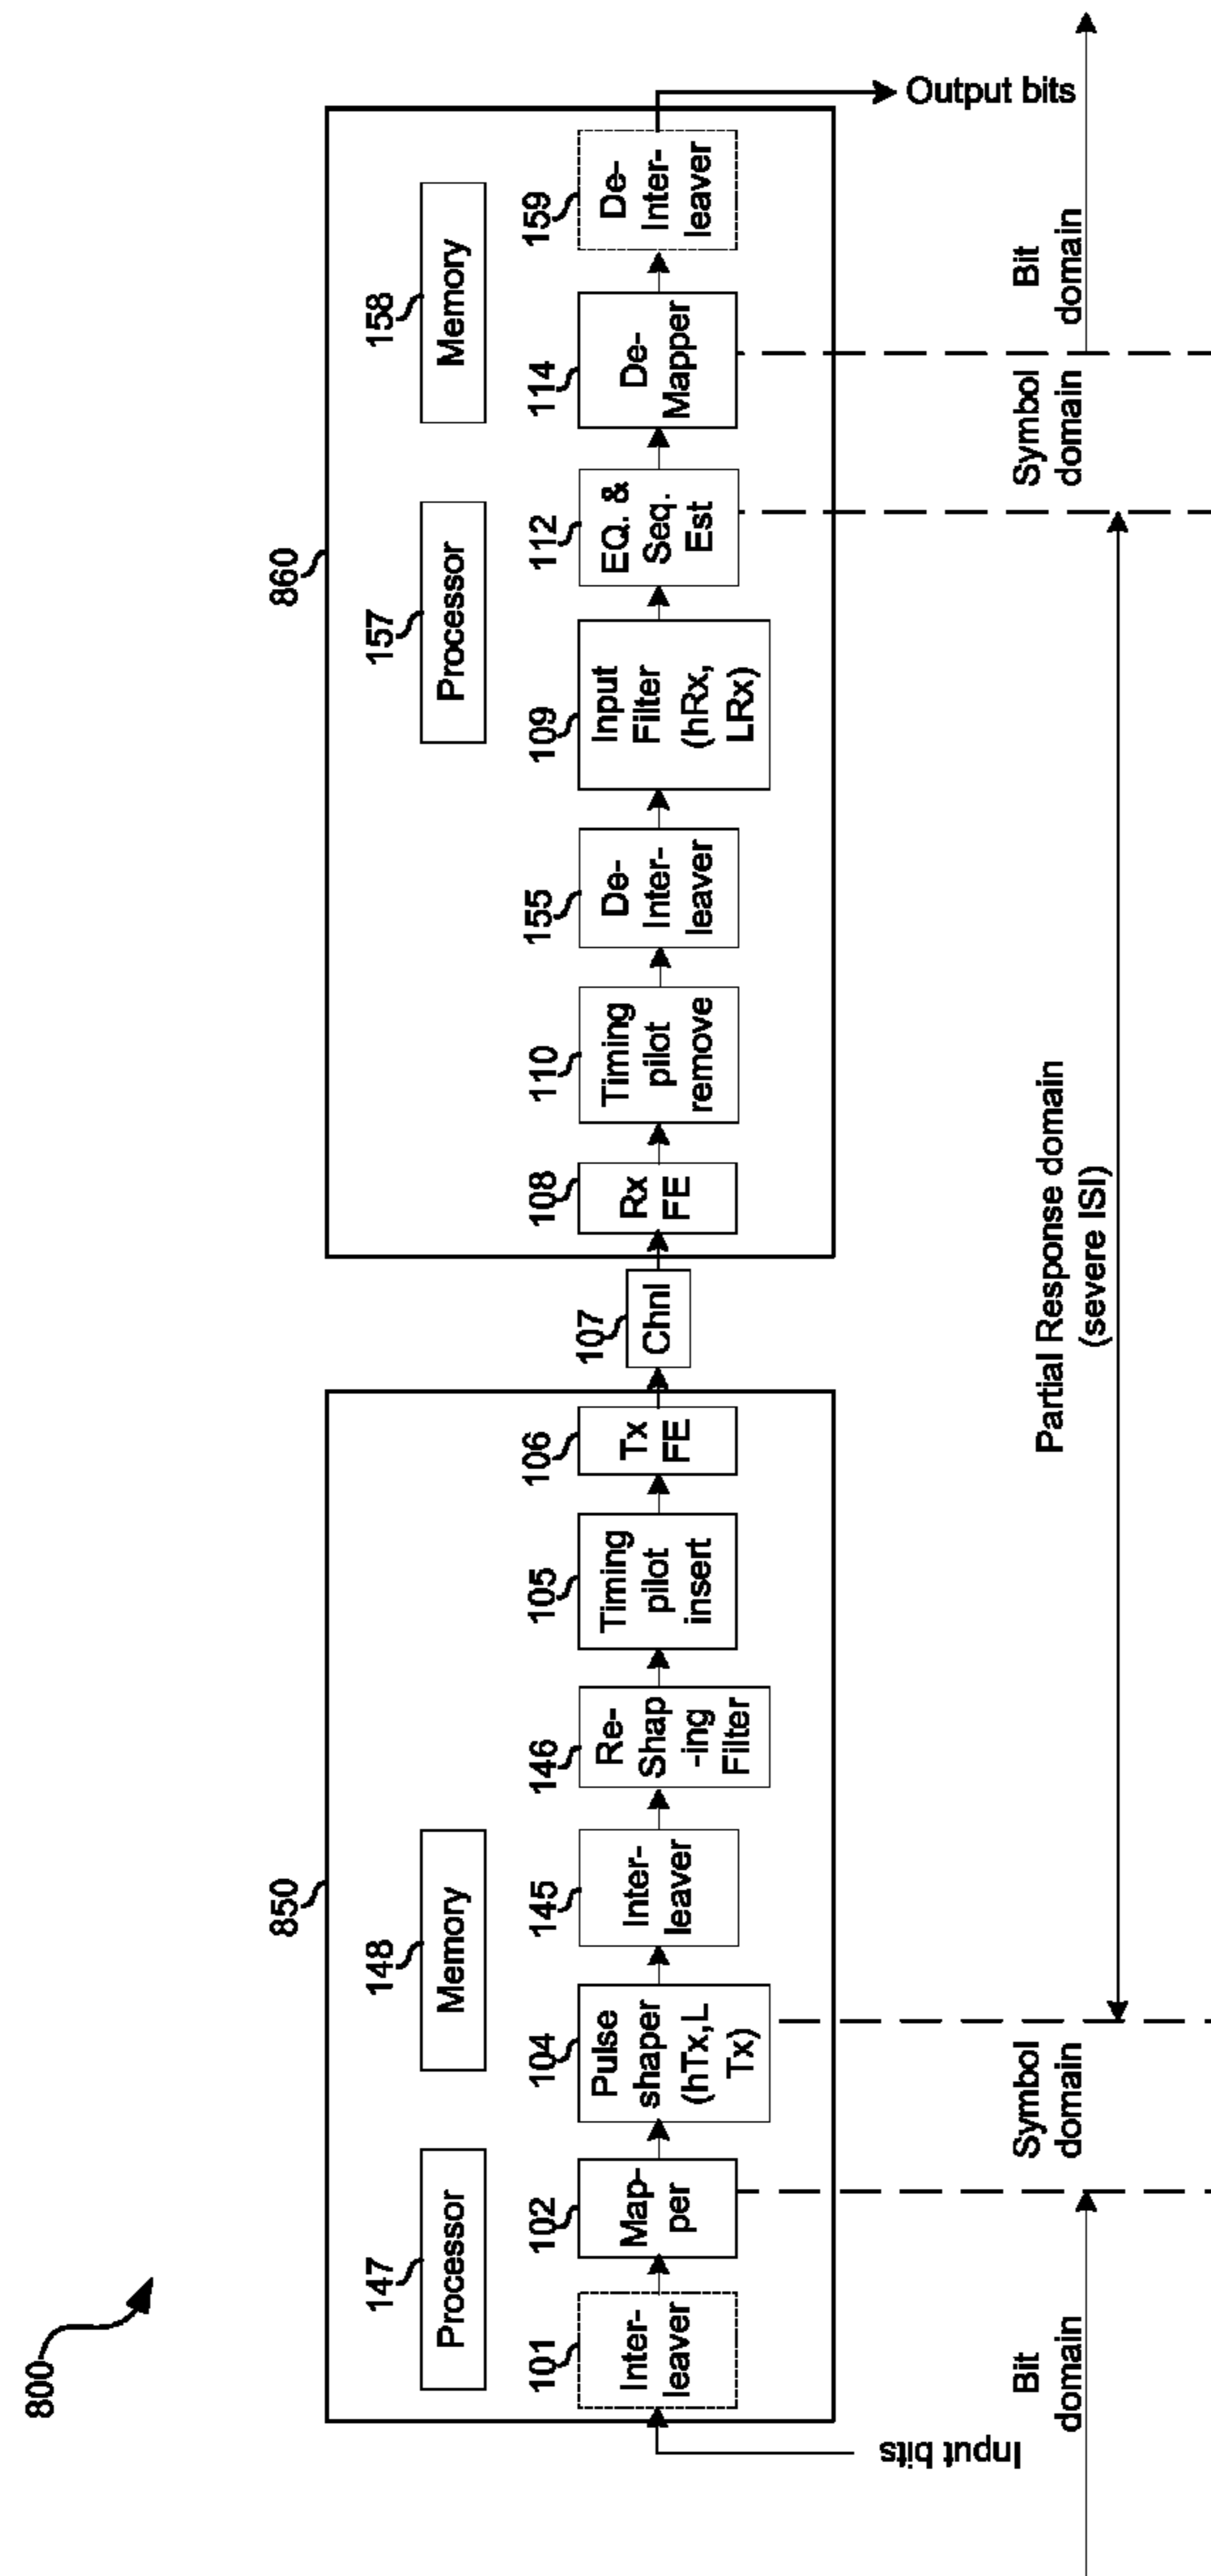 800
850
860
147
Processor
148
Memory
157
Processor
158
Memory
101
Inter-
leaver
102
Map-
per
104
Pulse
shaper
(hTx,L
Tx)
145
Inter-
leaver
146
Re-
Shap
-ing
Filter
105
Timing
pilot
insert
106
Tx
FE
107
Chnl
108
Rx
FE
110
Timing
pilot
remove
155
De-
Inter-
leaver
109
Input
Filter
(hRx,
LRx)
112
EQ. &
Seq.
Est
114
De-
Mapper
159
De-
Inter-
leaver
Input bits
Output bits
Bit
domain
Symbol
domain
Partial Response domain
(severe ISI)
Symbol
domain
Bit
domain